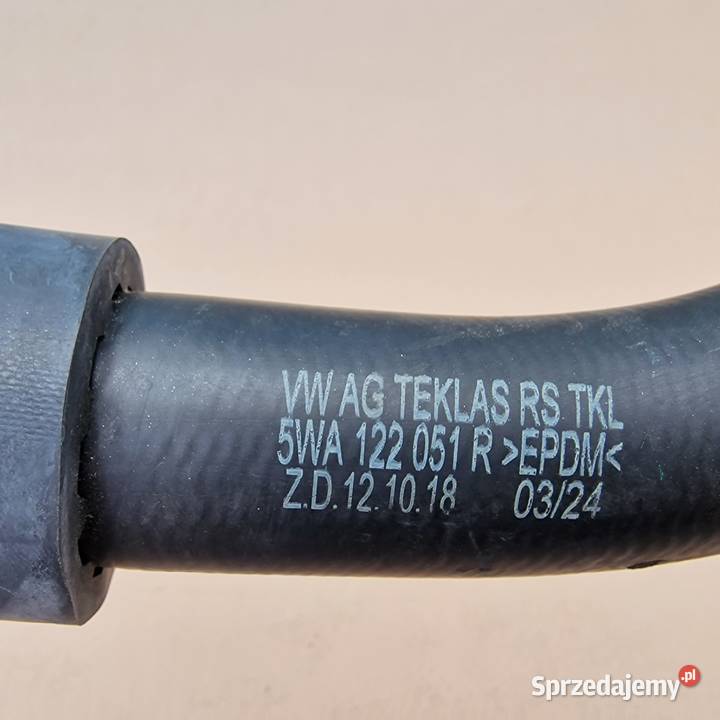 VW AG TEKLAS RS TKL
5WA 122 051 R >EPDM<
Z.D.12.10.18 03/24
Sprzedajemy.pl